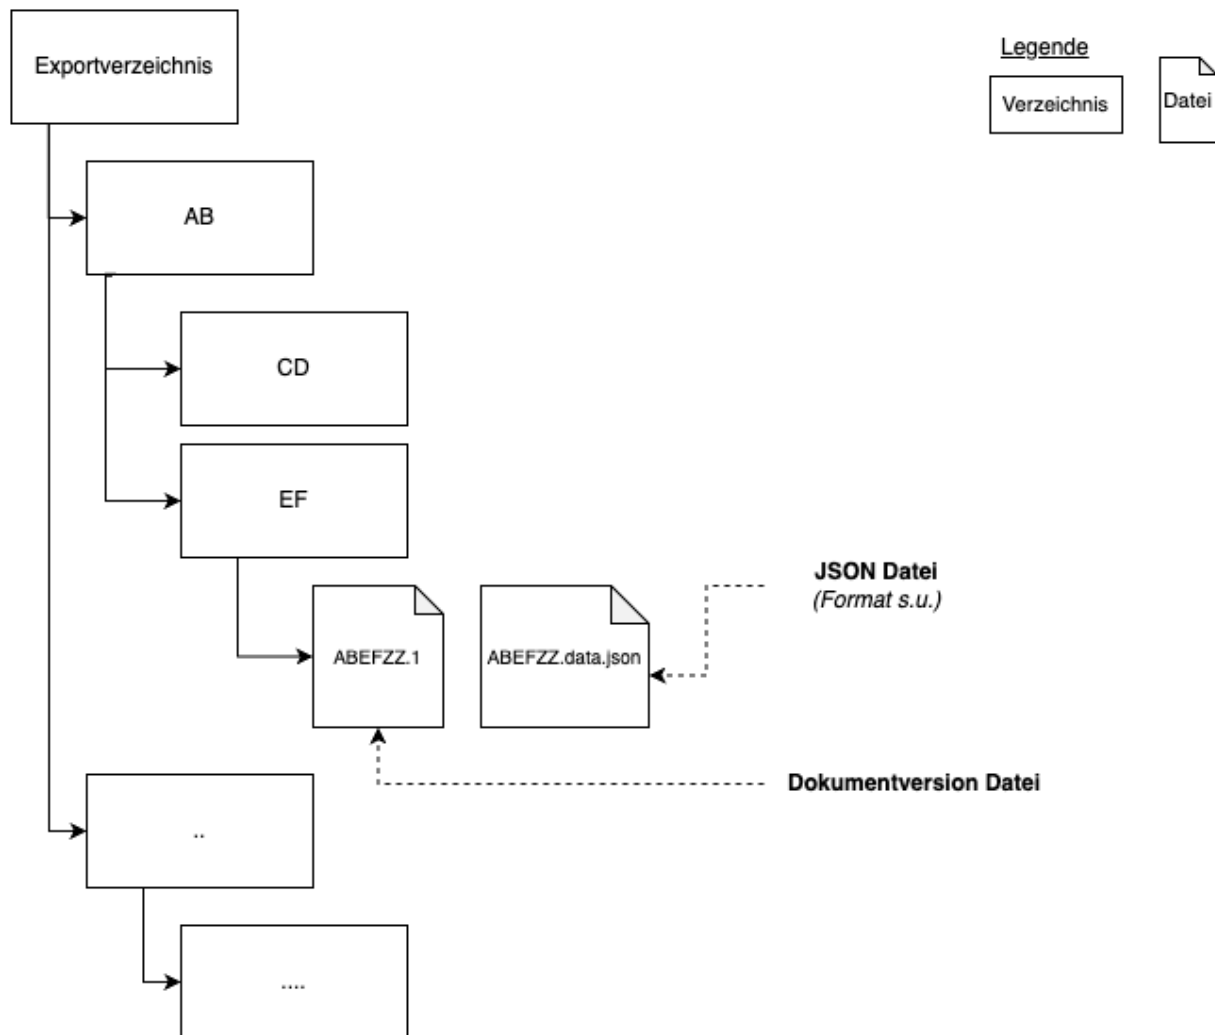 Exportverzeichnis
Legende
Verzeichnis
Datei
AB
CD
EF
JSON Datei
(Format s.u.)
ABEFZZ.1
ABEFZZ.data.json
Dokumentversion Datei
..
....